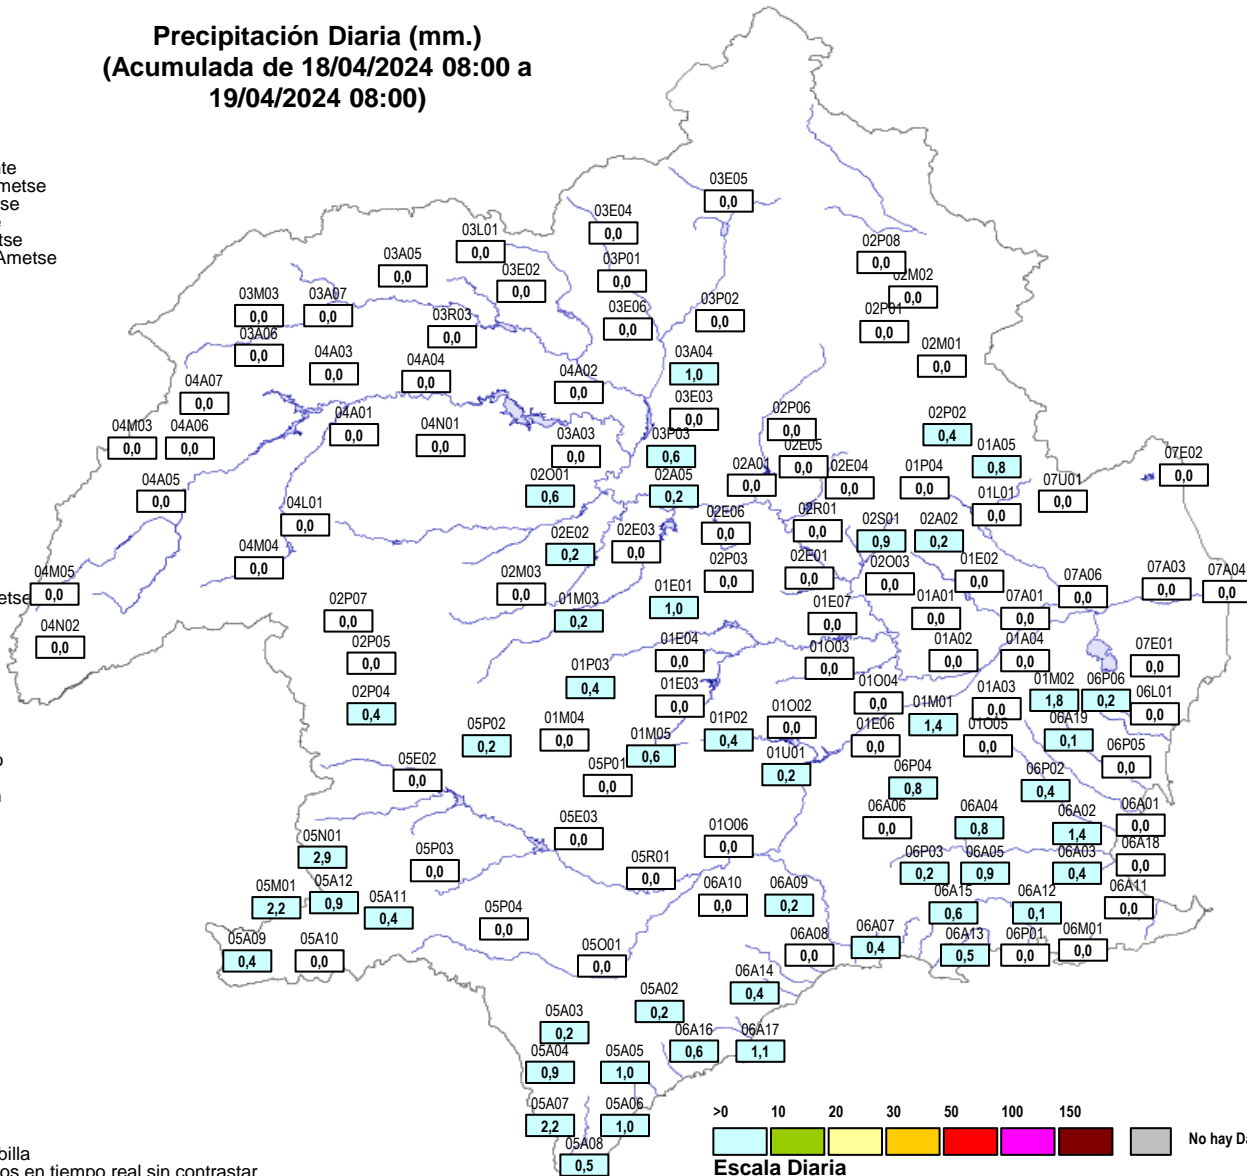 Precipitación Diaria (mm.)
(Acumulada de 18/04/2024 08:00 a
19/04/2024 08:00)
nte
metse
tse
e
tse
Ametse
03E05
0,0
03E04
0,0
03L01
0,0
03A05
0,0
03P01
0,0
03E02
0,0
02P08
0,0
02M02
0,0
03M03
0,0
03A07
0,0
03R03
0,0
03E06
0,0
03P02
0,0
02P01
0,0
03A06
0,0
04A03
0,0
04A04
0,0
04A02
0,0
03A04
1,0
02M01
0,0
04A07
0,0
03E03
0,0
02P06
0,0
02P02
0,4
04M03
0,0
04A06
0,0
04A01
0,0
04N01
0,0
03A03
0,0
03P03
0,6
02E05
0,0
01A05
0,8
07E02
0,0
04A05
0,0
02O01
0,6
02A05
0,2
02A01
0,0
02E04
0,0
01P04
0,0
01L01
0,0
07U01
0,0
04L01
0,0
02E06
0,0
02R01
0,0
02S01
0,9
02A02
0,2
04M04
0,0
02E02
0,2
02E03
0,0
02P03
0,0
02E01
0,0
02O03
0,0
01E02
0,0
04M05
0,0
etse
02M03
0,0
01M03
0,2
01E01
1,0
07A06
0,0
07A03
0,0
07A04
0,0
02P07
0,0
01E07
0,0
01A01
0,0
07A01
0,0
04N02
0,0
02P05
0,0
01E04
0,0
01O03
0,0
01A02
0,0
01A04
0,0
07E01
0,0
02P04
0,4
01P03
0,4
01E03
0,0
01O04
0,0
01A03
0,0
01M02
1,8
06P06
0,2
06L01
0,0
05P02
0,2
01M04
0,0
01M05
0,6
01P02
0,4
01O02
0,0
01E06
0,0
01M01
1,4
01O05
0,0
06A19
0,1
06P05
0,0
o
05E02
0,0
05P01
0,0
01U01
0,2
06P04
0,8
06P02
0,4
05E03
0,0
01O06
0,0
06A06
0,0
06A04
0,8
06A02
1,4
06A01
0,0
05N01
2,9
05P03
0,0
05R01
0,0
06P03
0,2
06A05
0,9
06A03
0,4
06A18
0,0
05M01
2,2
05A12
0,9
05A11
0,4
06A10
0,0
06A09
0,2
06A15
0,6
06A12
0,1
06A11
0,0
05P04
0,0
05A09
0,4
05A10
0,0
05O01
0,0
06A08
0,0
06A07
0,4
06A13
0,5
06P01
0,0
06M01
0,0
06A14
0,4
05A02
0,2
05A03
0,2
06A16
0,6
06A17
1,1
05A04
0,9
05A05
1,0
05A07
2,2
05A06
1,0
05A08
0,5
>0 10 20 30 50 100 150
No hay Da
Escala Diaria
billa
os en tiempo real sin contrastar